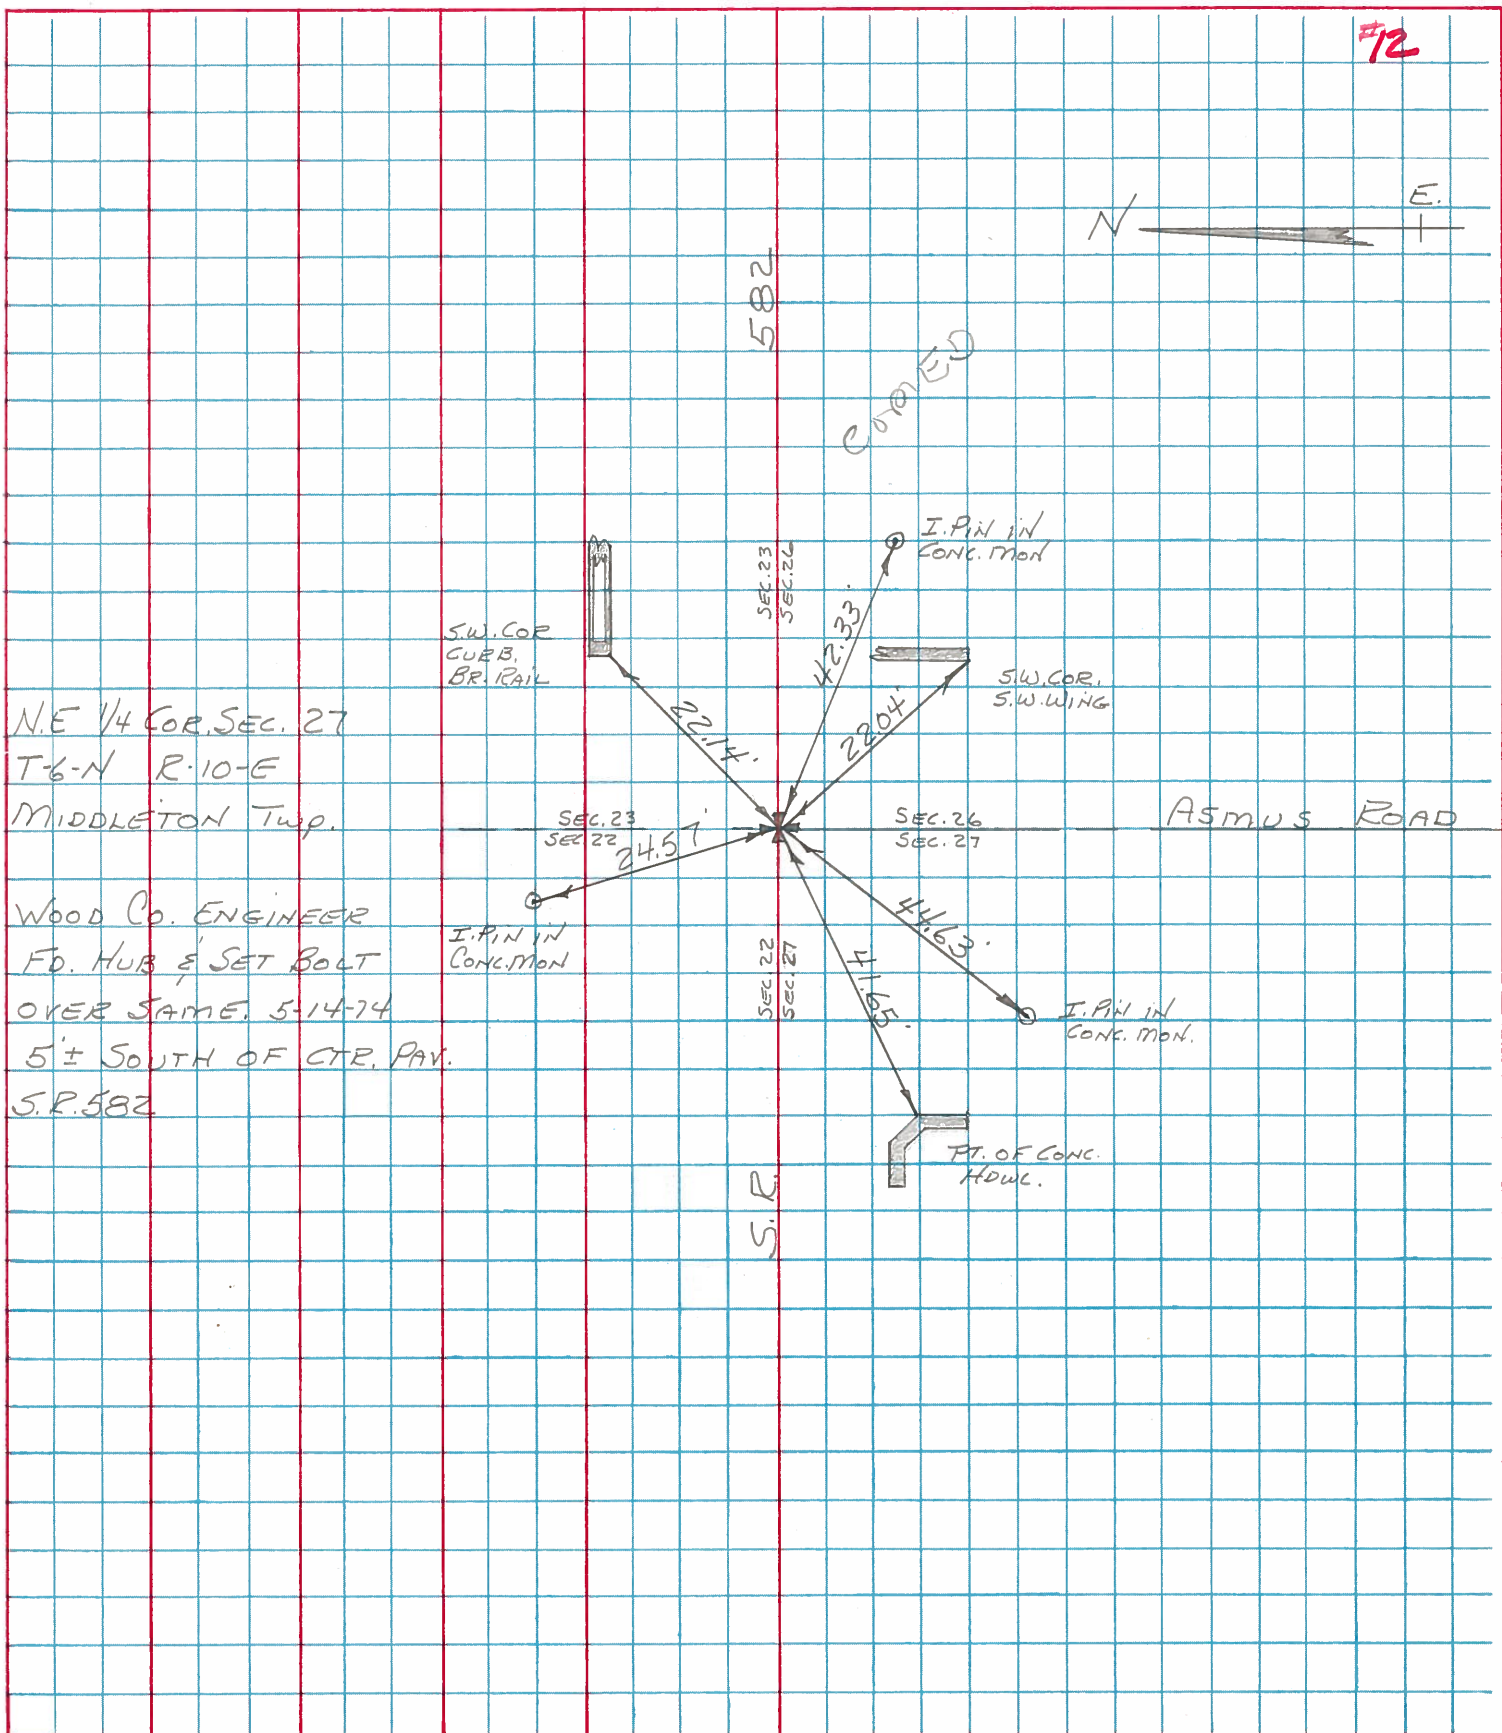 #12
N
E.
582
COPIED
I. PIN IN
CONC. MON
SEC. 23
SEC. 26
S.W. COR
CURB.
BR. RAIL
42.33'
S.W. COR.
S.W. WING
22.14'
22.04'
N.E 1/4 COR. SEC. 27
T-6-N R-10-E
MIDDLETON TWP.
SEC. 23
SEC 22
SEC. 26
SEC. 27
ASMUS ROAD
24.57'
WOOD CO. ENGINEER
FD. HUB & SET BOLT
OVER SAME. 5-14-74
5'± SOUTH OF CTR. PAV.
S.R. 582
I. PIN IN
CONC. MON
44.63'
SEC. 22
SEC. 27
41.65'
I. PIN IN
CONC. MON.
PT. OF CONC.
HDWL.
S.R.